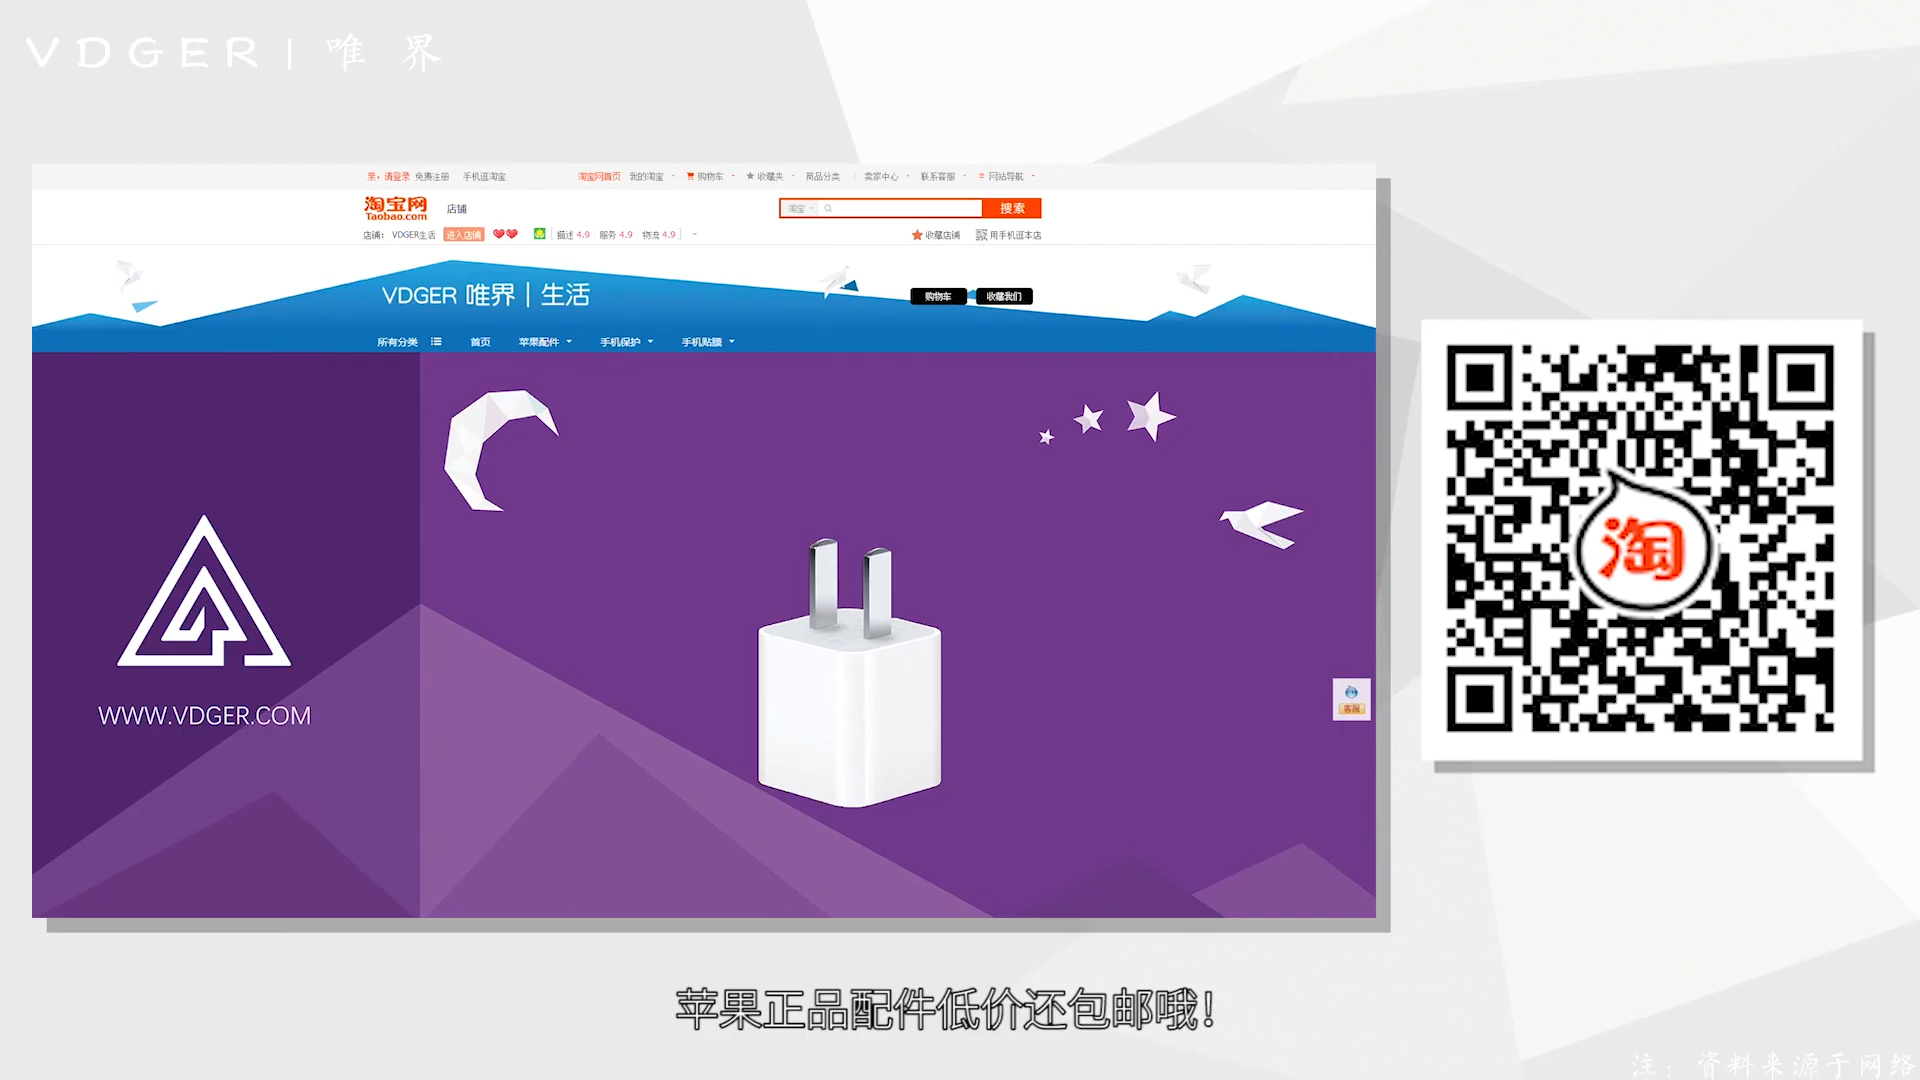 VDGER | 唯 界
亲，请登录 免费注册 手机逛淘宝 淘宝网首页 我的淘宝 购物车 收藏夹 商品分类 卖家中心 联系客服 网站导航
淘宝网 店铺 淘宝 搜索
Taobao.com
店铺： VDGER生活 进入店铺 描述 4.9 服务 4.9 物流 4.9 收藏店铺 用手机逛本店
VDGER 唯界 | 生活 购物车 收藏我们
所有分类 首页 苹果配件 手机保护 手机贴膜
淘
客服
WWW.VDGER.COM
苹果正品配件低价还包邮哦！
注：资料来源于网络